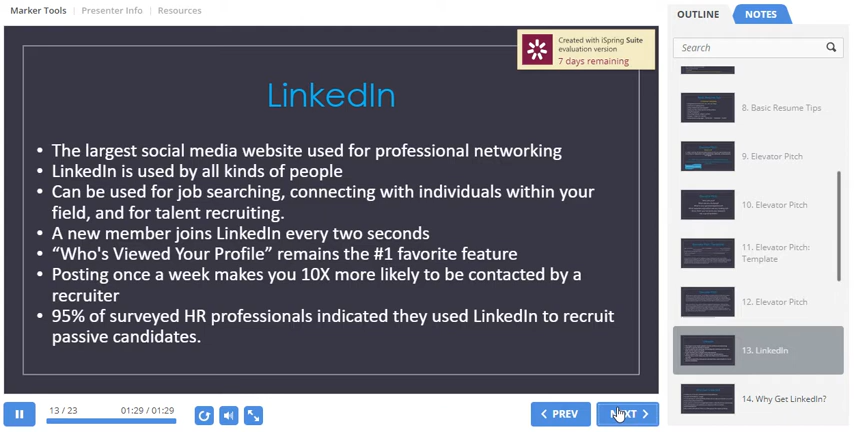 Marker Tools | Presenter Info | Resources
OUTLINE NOTES
Created with iSpring Suite
evaluation version
7 days remaining
LinkedIn
• The largest social media website used for professional networking
• LinkedIn is used by all kinds of people
• Can be used for job searching, connecting with individuals within your
field, and for talent recruiting.
• A new member joins LinkedIn every two seconds
• “Who's Viewed Your Profile” remains the #1 favorite feature
• Posting once a week makes you 10X more likely to be contacted by a
recruiter
• 95% of surveyed HR professionals indicated they used LinkedIn to recruit
passive candidates.
Search
8. Basic Resume Tips
9. Elevator Pitch
10. Elevator Pitch
11. Elevator Pitch:
Template
12. Elevator Pitch
13. LinkedIn
14. Why Get LinkedIn?
13 / 23
01:29 / 01:29
PREV
NEXT